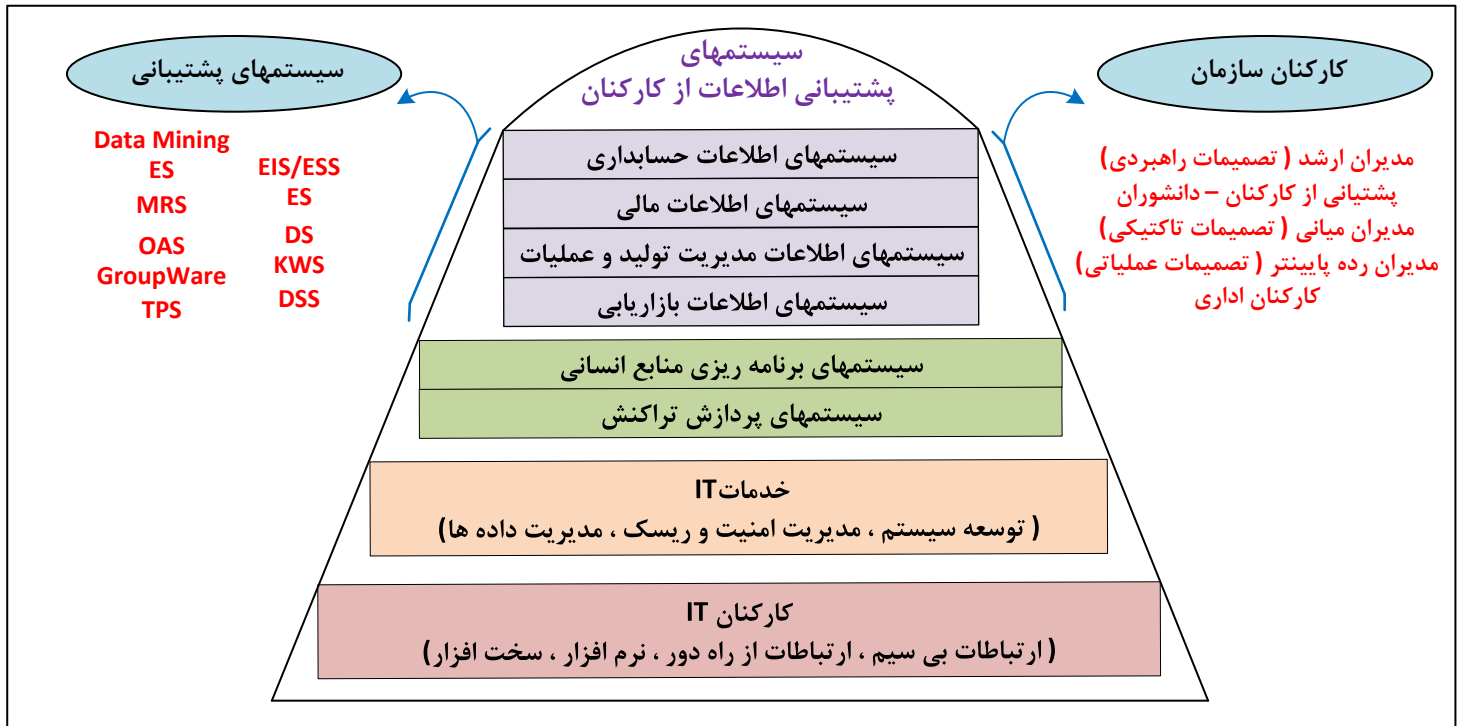 سیستمهای
پشتیبانی اطلاعات از کارکنان
کارکنان سازمان
مدیران ارشد ( تصمیمات راهبردی)
پشتیبانی از کارکنان – دانشوران
مدیران میانی ( تصمیمات تاکتیکی)
مدیران رده پایینتر ( تصمیمات عملیاتی)
کارکنان اداری
سیستمهای پشتیبانی
Data Mining
ES
MRS
OAS
GroupWare
TPS
EIS/ESS
ES
DS
KWS
DSS
سیستمهای اطلاعات حسابداری
سیستمهای اطلاعات مالی
سیستمهای اطلاعات مدیریت تولید و عملیات
سیستمهای اطلاعات بازاریابی
سیستمهای برنامه ریزی منابع انسانی
سیستمهای پردازش تراکنش
خدماتIT
( توسعه سیستم ، مدیریت امنیت و ریسک ، مدیریت داده ها)
کارکنان IT
( ارتباطات بی سیم ، ارتباطات از راه دور ، نرم افزار ، سخت افزار)